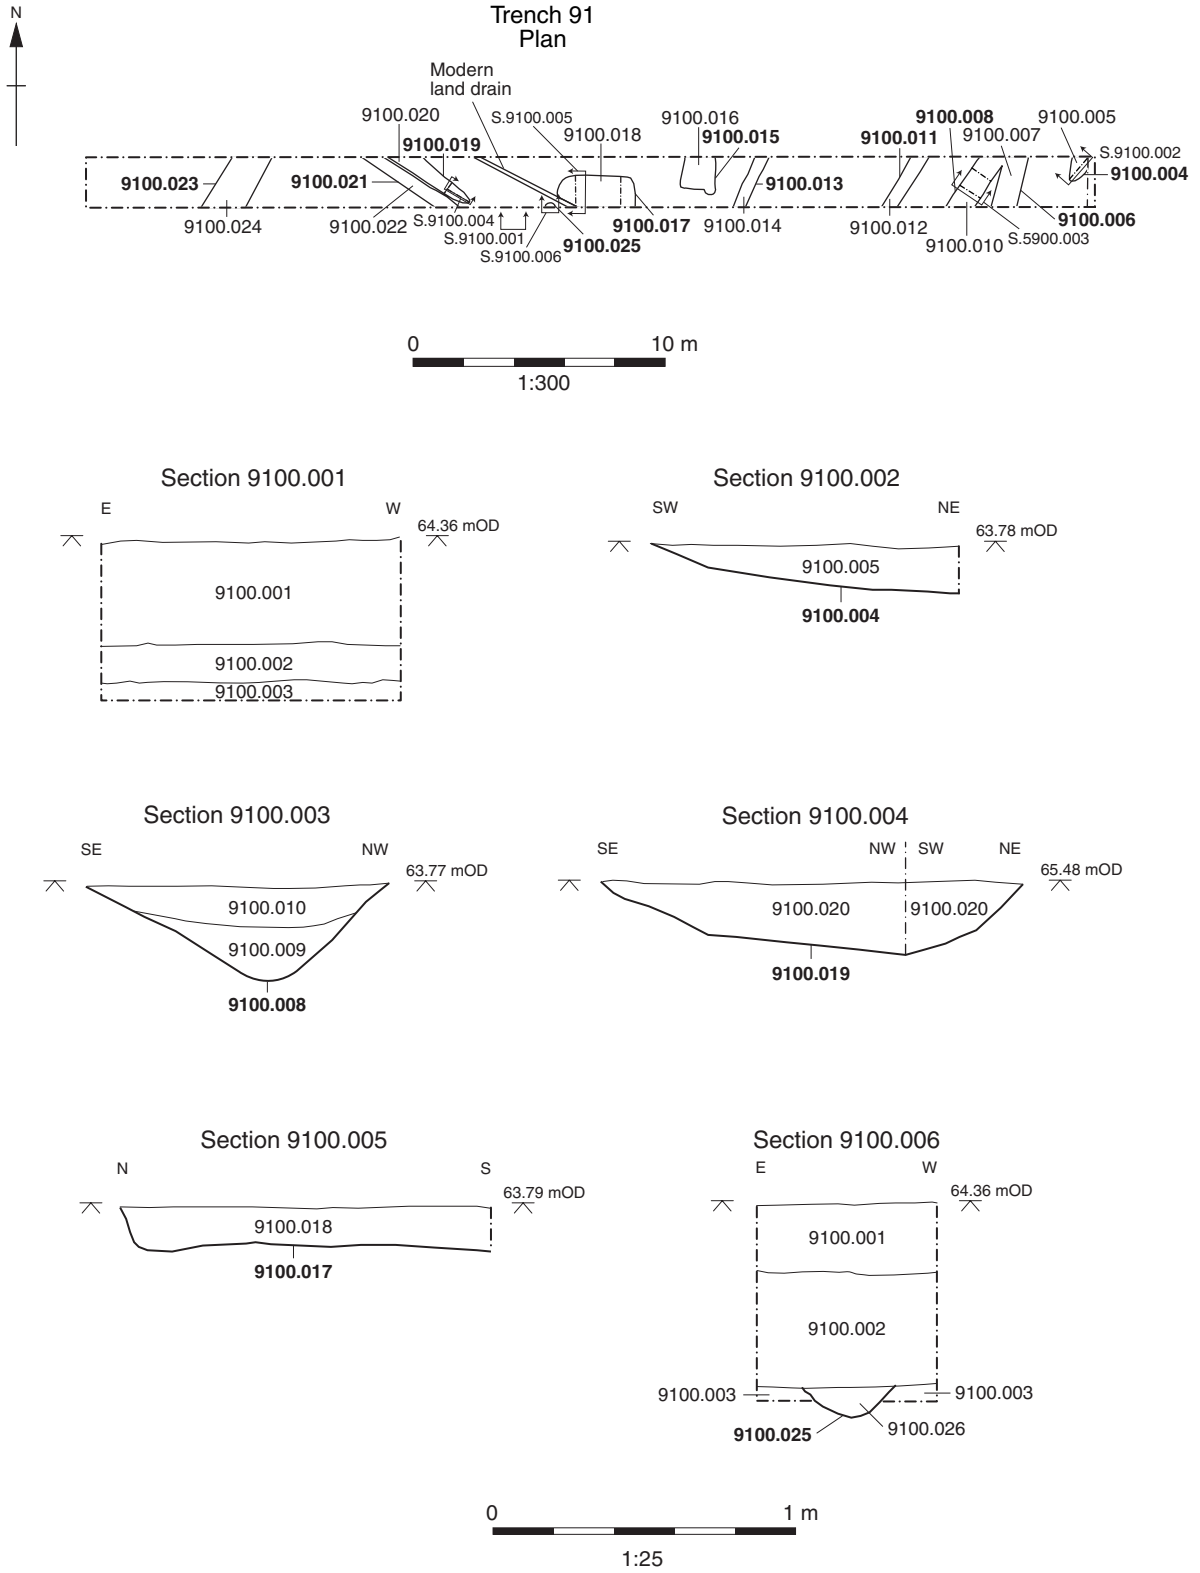 N
Trench 91
Plan
Modern
land drain
9100.020
9100.019
S.9100.005
9100.018
9100.016
9100.015
9100.008
9100.011
9100.007
9100.005
S.9100.002
9100.004
9100.023
9100.021
9100.013
9100.024
9100.022
S.9100.004
S.9100.001
S.9100.006
9100.025
9100.017
9100.014
9100.012
9100.010
S.5900.003
9100.006
0 10 m
1:300
Section 9100.001
E W
64.36 mOD
9100.001
9100.002
9100.003
Section 9100.002
SW NE
63.78 mOD
9100.005
9100.004
Section 9100.003
SE NW
63.77 mOD
9100.010
9100.009
9100.008
Section 9100.004
SE NW SW NE
65.48 mOD
9100.020 9100.020
9100.019
Section 9100.005
N S
63.79 mOD
9100.018
9100.017
Section 9100.006
E W
64.36 mOD
9100.001
9100.002
9100.003 9100.003
9100.025 9100.026
0 1 m
1:25